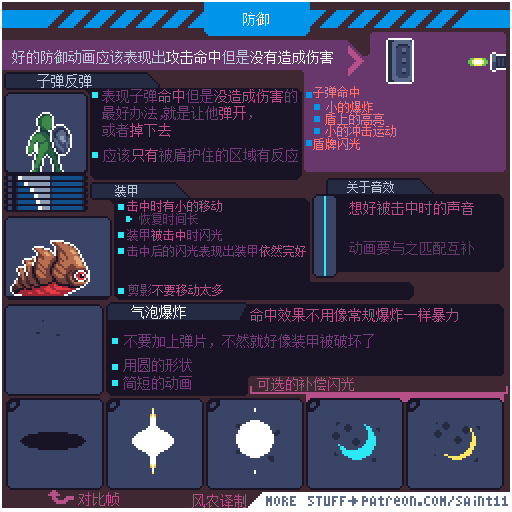 防御
好的防御动画应该表现出攻击命中但是没有造成伤害
子弹反弹
表现子弹命中但是没造成伤害的
最好办法,就是让他弹开,
或者掉下去
应该只有被盾护住的区域有反应
子弹命中
小的爆炸
盾上的高亮
小的冲击运动
盾牌闪光
装甲
击中时有小的移动
恢复时间长
装甲被击中时闪光
击中后的闪光表现出装甲依然完好
剪影不要移动太多
关于音效
想好被击中时的声音
动画要与之匹配互补
气泡爆炸
命中效果不用像常规爆炸一样暴力
不要加上弹片，不然就好像装甲被破坏了
用圆的形状
简短的动画
可选的补偿闪光
对比帧
风农译制
MORE STUFF→PATREON.COM/SAINT11